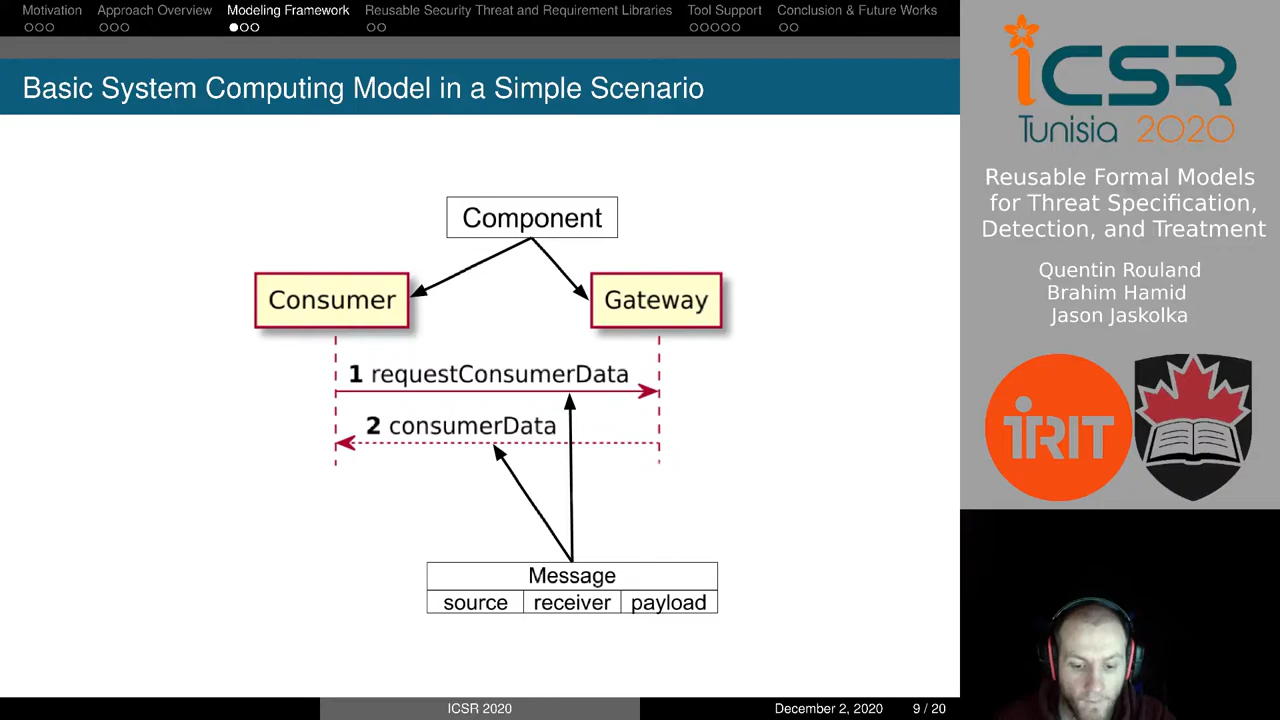 Motivation Approach Overview Modeling Framework Reusable Security Threat and Requirement Libraries Tool Support Conclusion & Future Works
Basic System Computing Model in a Simple Scenario
Component
Consumer Gateway
1 requestConsumerData
2 consumerData
Message
source receiver payload
ICSR 2020 December 2, 2020 9 / 20
iCSR
Tunisia 2020
Reusable Formal Models
for Threat Specification,
Detection, and Treatment
Quentin Rouland
Brahim Hamid
Jason Jaskolka
iRIT